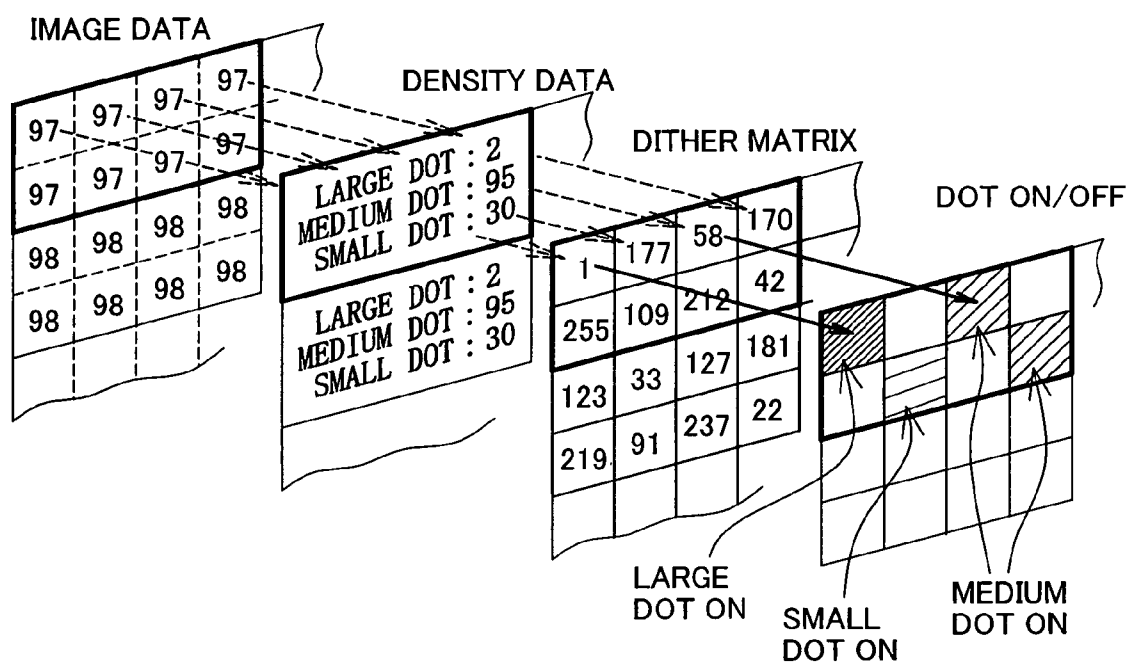 IMAGE DATA
97 97 97 97
97 97 97 97
98 98 98 98
98 98 98 98
DENSITY DATA
LARGE DOT : 2
MEDIUM DOT : 95
SMALL DOT : 30
LARGE DOT : 2
MEDIUM DOT : 95
SMALL DOT : 30
DITHER MATRIX
1 177 58 170
255 109 212 42
123 33 127 181
219 91 237 22
DOT ON/OFF
LARGE
DOT ON
SMALL
DOT ON
MEDIUM
DOT ON